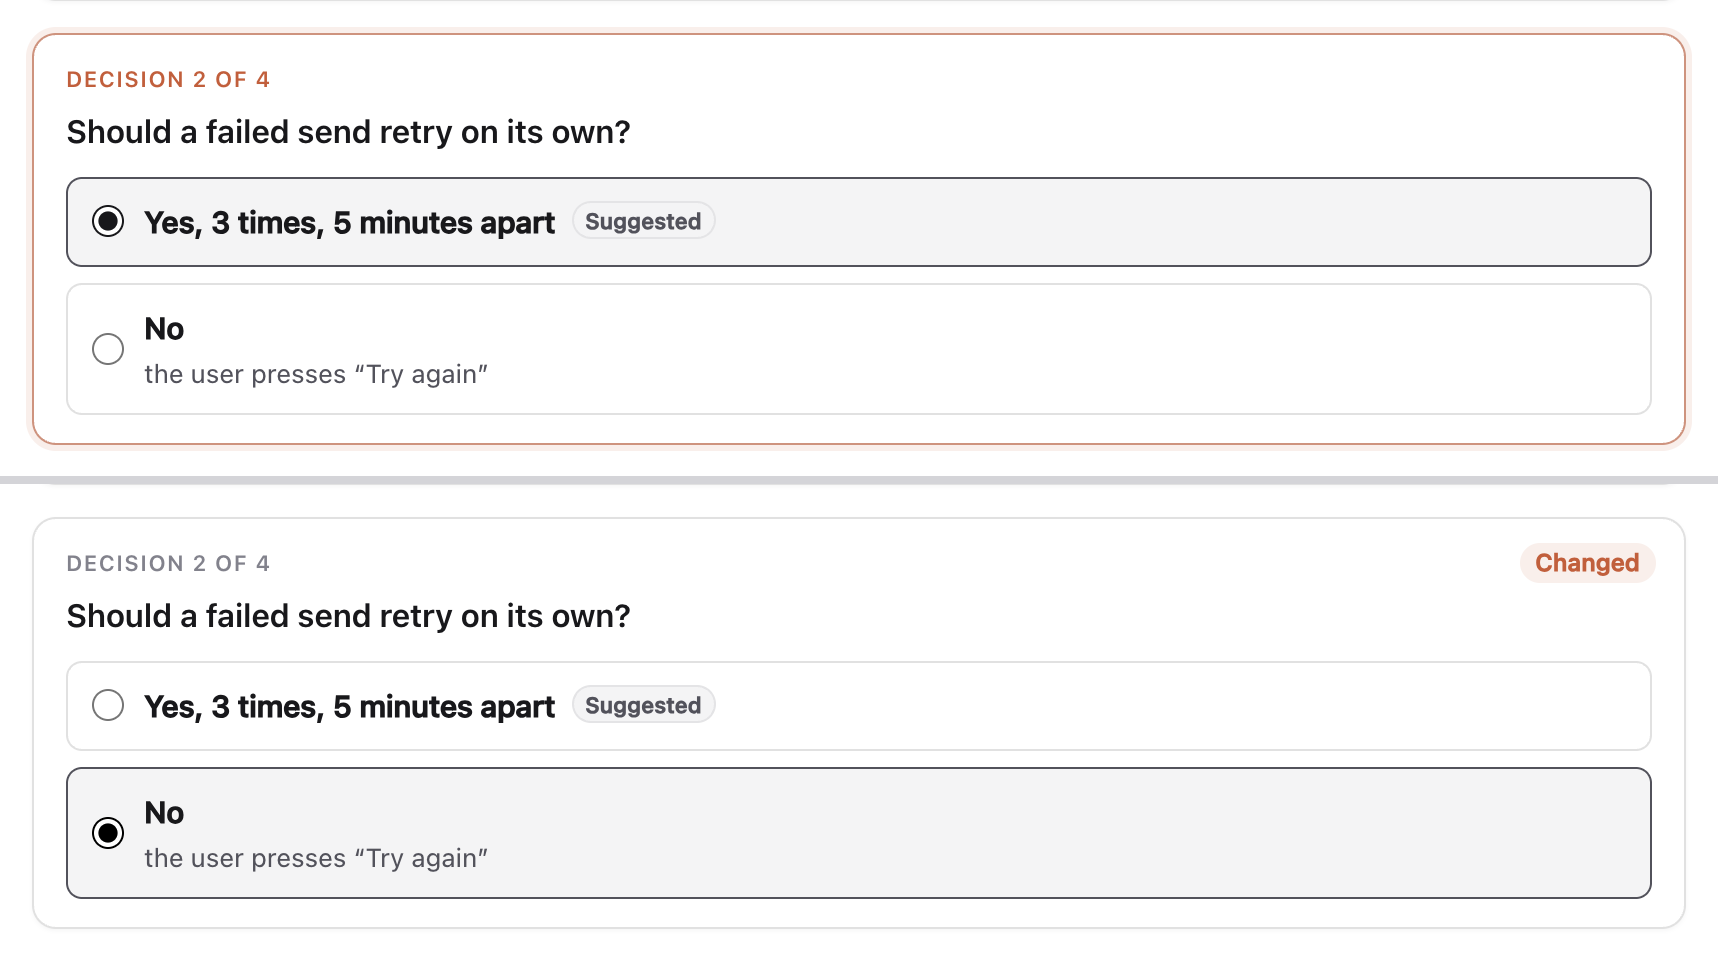 DECISION 2 OF 4
Should a failed send retry on its own?
Yes, 3 times, 5 minutes apart Suggested
No
the user presses “Try again”
DECISION 2 OF 4 Changed
Should a failed send retry on its own?
Yes, 3 times, 5 minutes apart Suggested
No
the user presses “Try again”